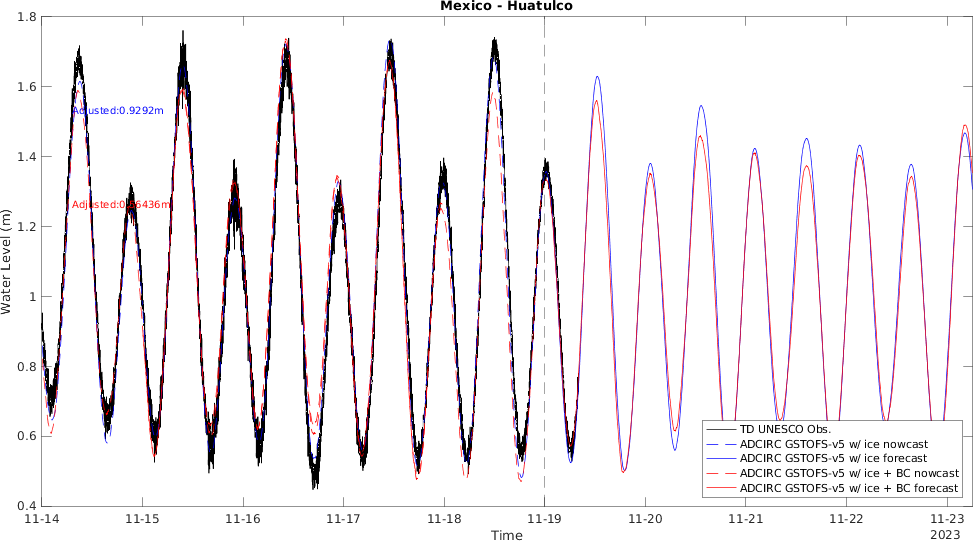 Mexico - Huatulco
1.8
1.6
1.4
1.2
1
0.8
0.6
0.4
Water Level (m)
Adjusted:0.9292m
TD UNESCO Obs.
ADCIRC GSTOFS-v5 w/ ice nowcast
ADCIRC GSTOFS-v5 w/ ice forecast
ADCIRC GSTOFS-v5 w/ ice + BC nowcast
ADCIRC GSTOFS-v5 w/ ice + BC forecast
11-14 11-15 11-16 11-17 11-18 11-19 11-20 11-21 11-22 11-23
2023
Time